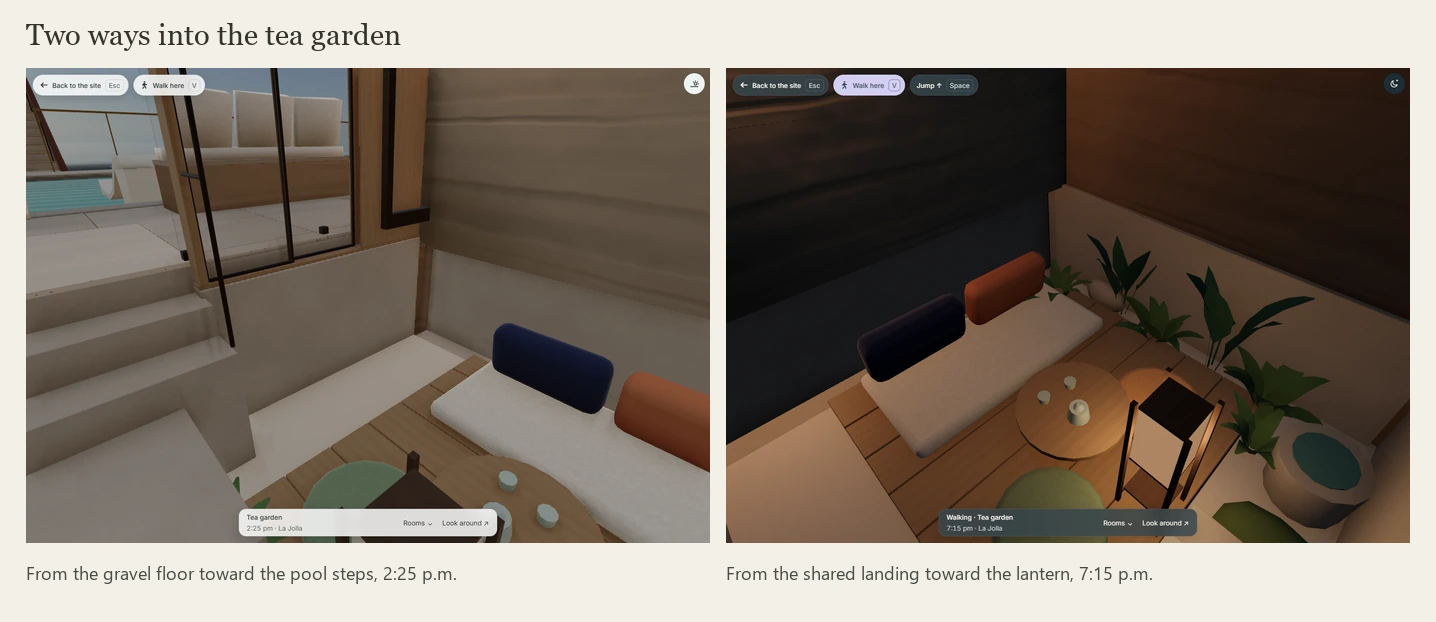 Two ways into the tea garden
← Back to the site Esc
Walk here V
Tea garden
2:25 pm · La Jolla
Rooms
Look around ↗
From the gravel floor toward the pool steps, 2:25 p.m.
← Back to the site Esc
Walk here V
Jump ↑ Space
Walking · Tea garden
7:15 pm · La Jolla
Rooms
Look around ↗
From the shared landing toward the lantern, 7:15 p.m.